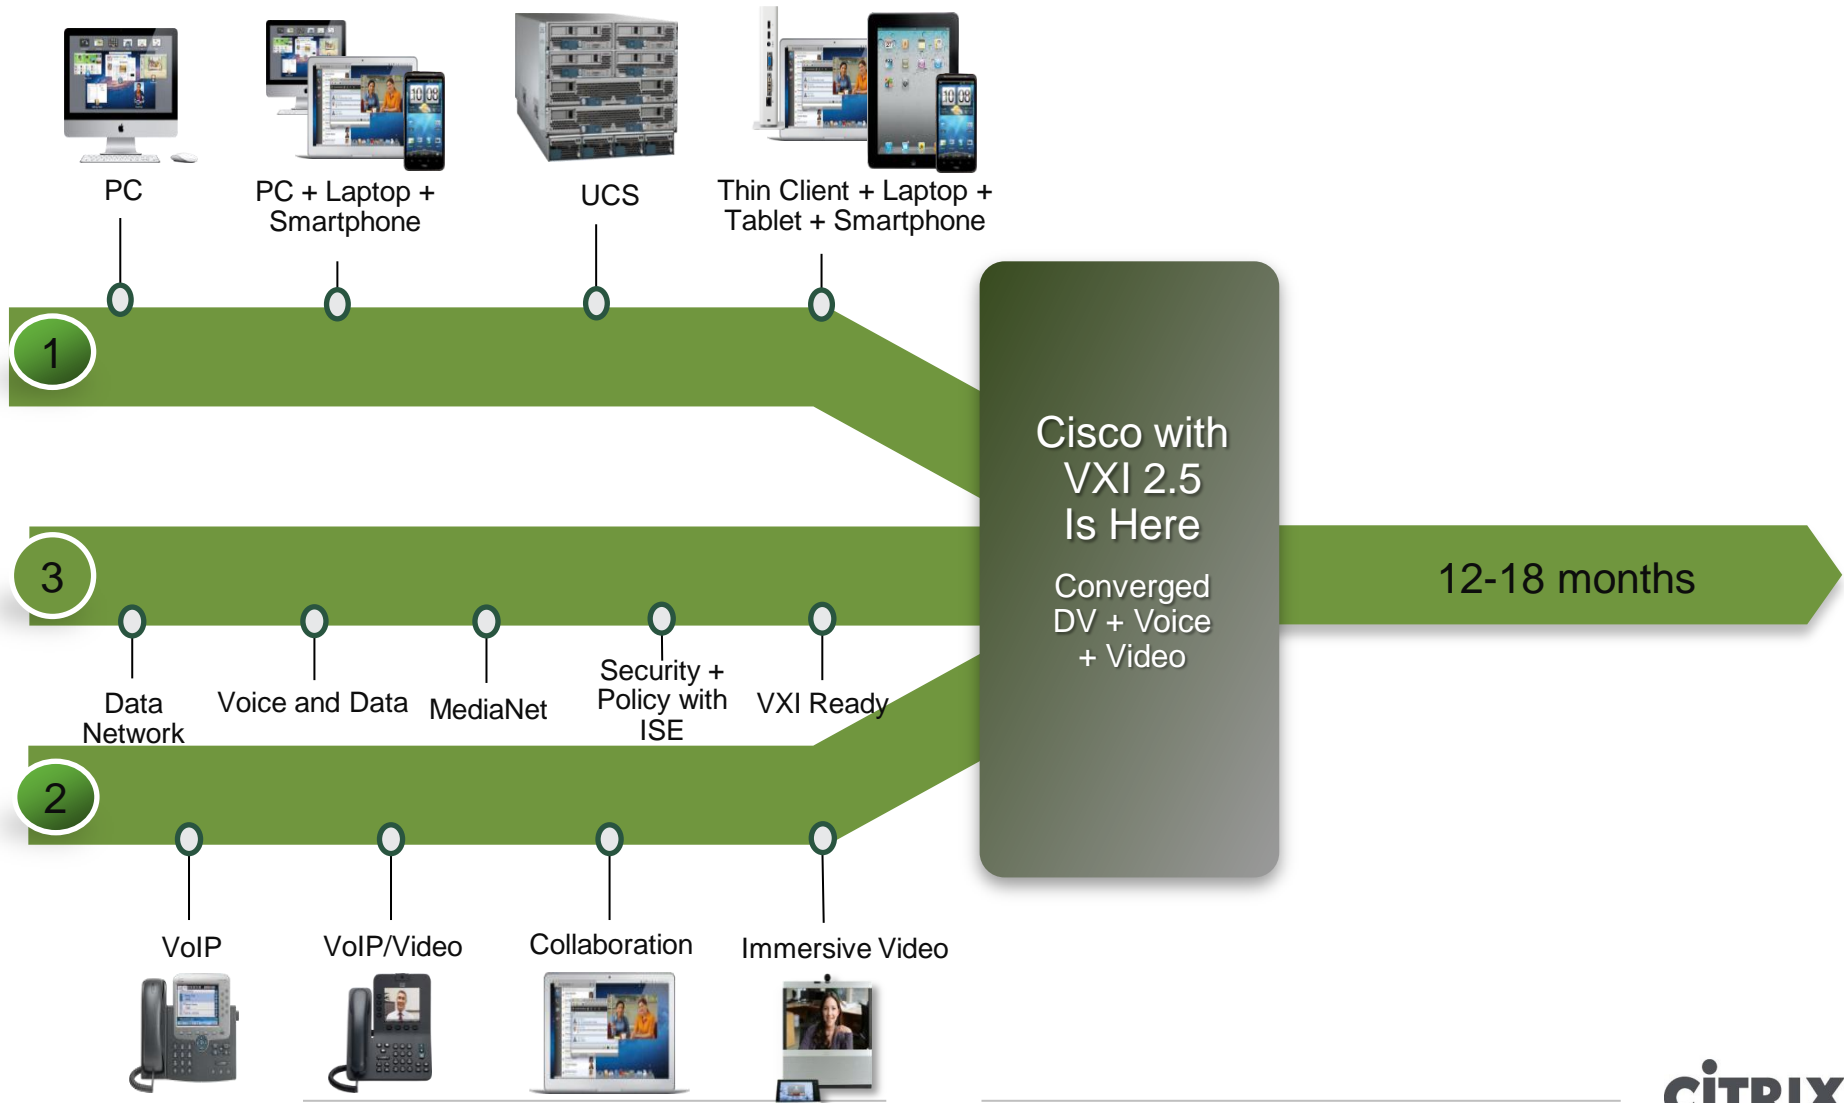 PC
PC + Laptop +
Smartphone
UCS
Thin Client + Laptop +
Tablet + Smartphone
1
Cisco with
VXI 2.5
Is Here
Converged
DV + Voice
+ Video
3
12-18 months
Data
Network
Voice and Data
MediaNet
Security +
Policy with
ISE
VXI Ready
2
VoIP
VoIP/Video
Collaboration
Immersive Video
CITRIX